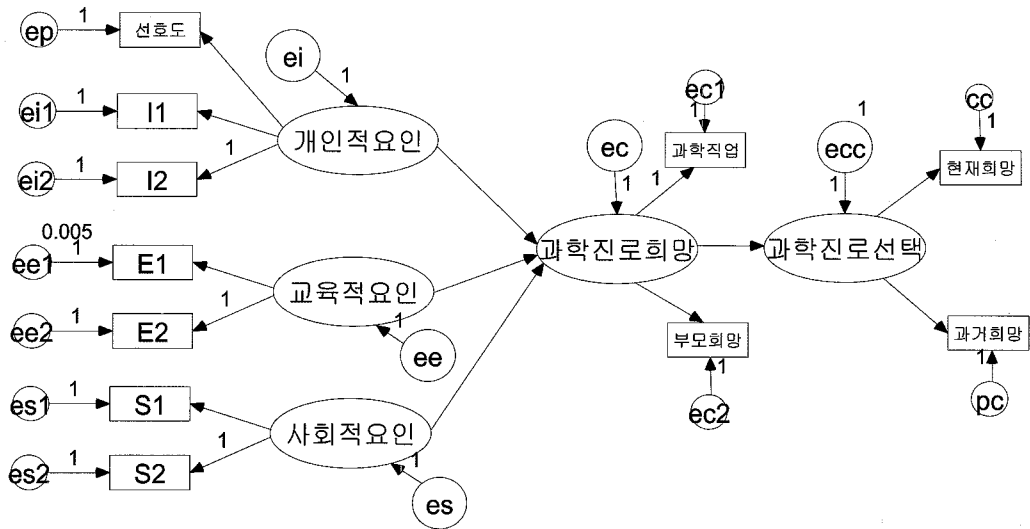 ep
1
선호도
ei
1
ei1
1
I1
개인적요인
ei2
1
I2
1
ee1
0.005
1
E1
교육적요인
ee2
1
E2
1
1
ee
es1
1
S1
사회적요인
es2
1
S2
1
1
es
ec
1
과학진로희망
ec1
1
과학직업
1
부모희망
1
ec2
1
ecc
1
과학진로선택
cc
1
현재희망
과거희망
1
pc